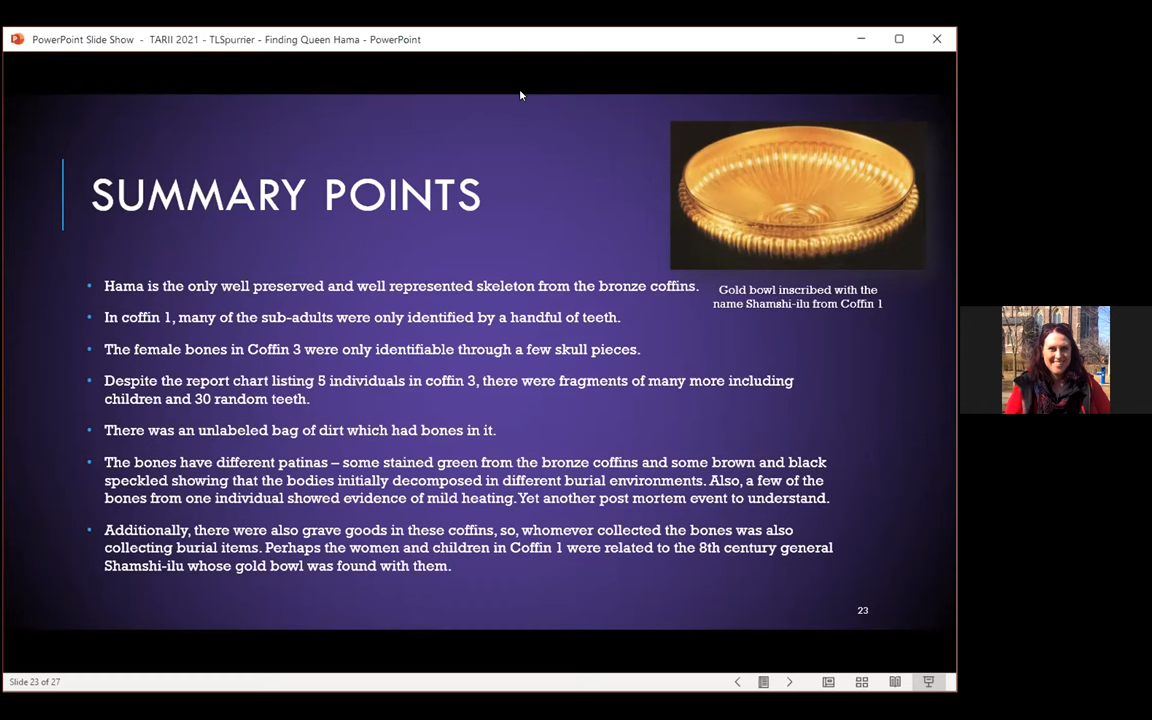 PowerPoint Slide Show - TARII 2021 - TLSpurrier - Finding Queen Hama - PowerPoint
SUMMARY POINTS
Gold bowl inscribed with the
name Shamshi-ilu from Coffin 1
• Hama is the only well preserved and well represented skeleton from the bronze coffins.
• In coffin 1, many of the sub-adults were only identified by a handful of teeth.
• The female bones in Coffin 3 were only identifiable through a few skull pieces.
• Despite the report chart listing 5 individuals in coffin 3, there were fragments of many more including
children and 30 random teeth.
• There was an unlabeled bag of dirt which had bones in it.
• The bones have different patinas – some stained green from the bronze coffins and some brown and black
speckled showing that the bodies initially decomposed in different burial environments. Also, a few of the
bones from one individual showed evidence of mild heating. Yet another post mortem event to understand.
• Additionally, there were also grave goods in these coffins, so, whomever collected the bones was also
collecting burial items. Perhaps the women and children in Coffin 1 were related to the 8th century general
Shamshi-ilu whose gold bowl was found with them.
23
Slide 23 of 27